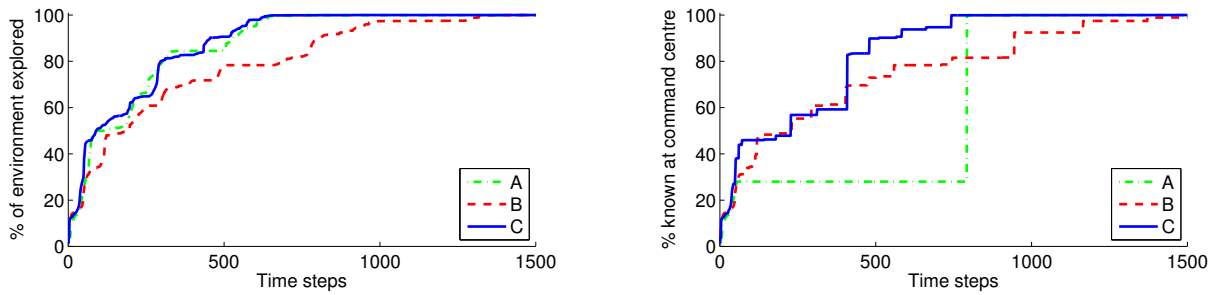 % of environment explored
100
80
60
40
20
0
0 500 1000 1500
Time steps
A
B
C
% known at command centre
100
80
60
40
20
0
0 500 1000 1500
Time steps
A
B
C